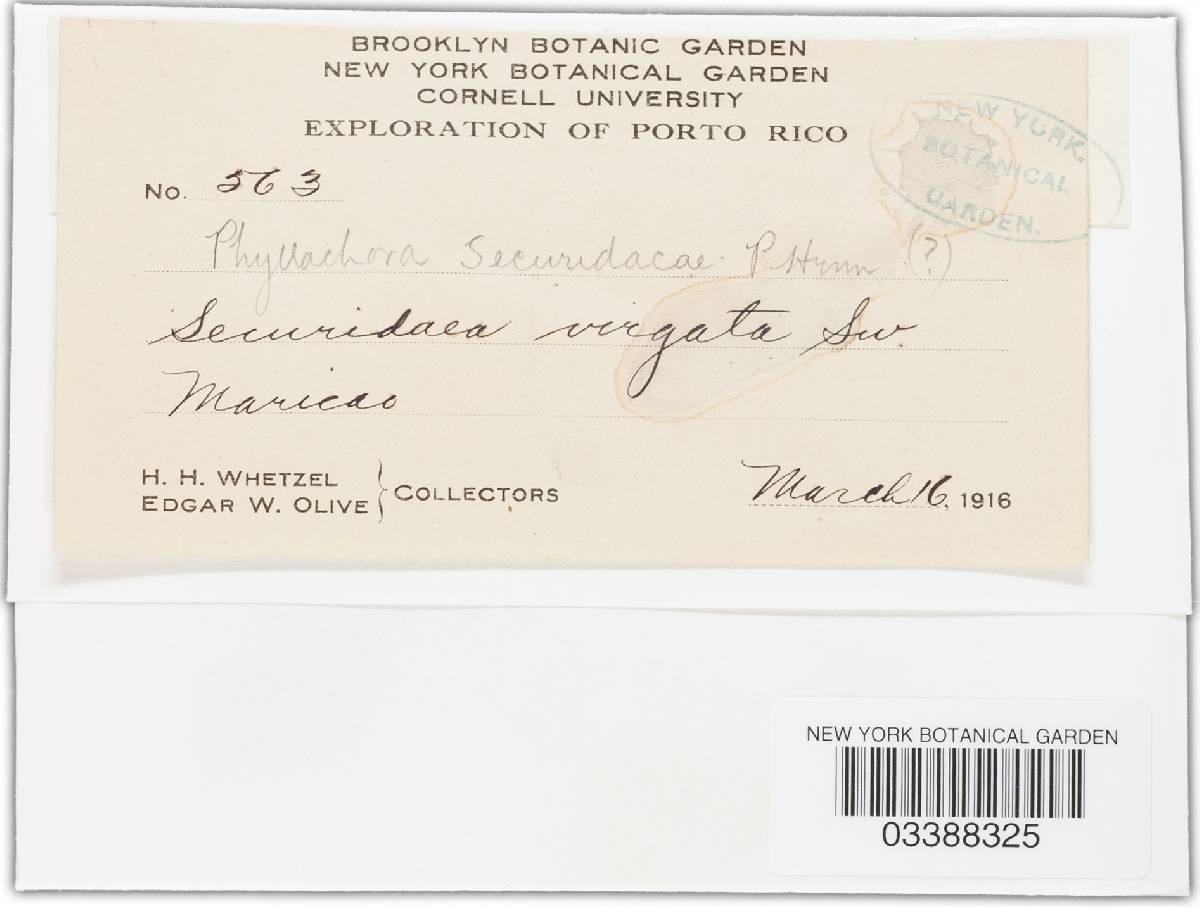 BROOKLYN BOTANIC GARDEN
NEW YORK BOTANICAL GARDEN
CORNELL UNIVERSITY
EXPLORATION OF PORTO RICO
NEW YORK
BOTANICAL
GARDEN.
No. 563
Phyllachora Securidacae P. Henn (?)
Securidaca virgata Sw.
Maricao
H. H. WHETZEL
EDGAR W. OLIVE
COLLECTORS
March 16, 1916
NEW YORK BOTANICAL GARDEN
03388325